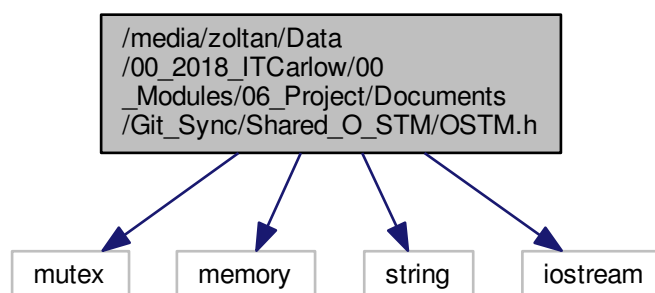 /media/zoltan/Data
/00_2018_ITCarlow/00
_Modules/06_Project/Documents
/Git_Sync/Shared_O_STM/OSTM.h
mutex
memory
string
iostream